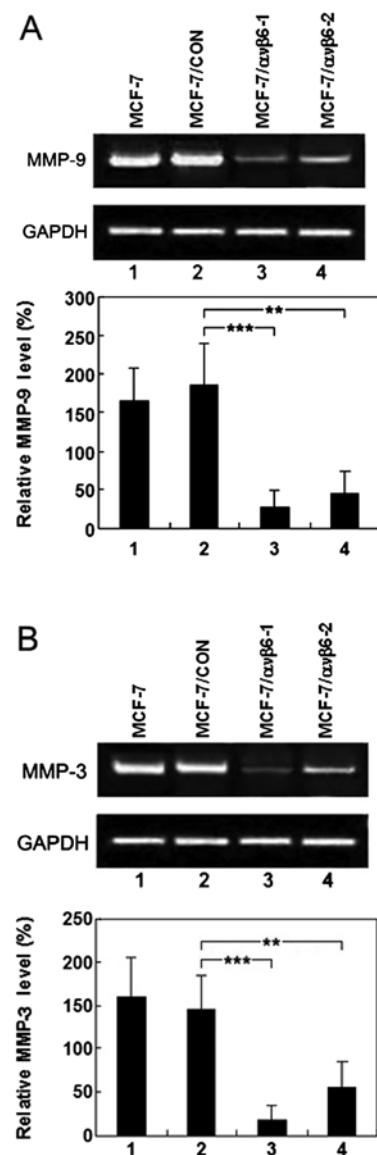 A
MCF-7
MCF-7/CON
MCF-7/αvβ6-1
MCF-7/αvβ6-2
MMP-9
GAPDH
1 2 3 4
Relative MMP-9 level (%)
300
250
200
150
100
50
0
**
***
1 2 3 4
B
MCF-7
MCF-7/CON
MCF-7/αvβ6-1
MCF-7/αvβ6-2
MMP-3
GAPDH
1 2 3 4
Relative MMP-3 level (%)
250
200
150
100
50
0
**
***
1 2 3 4